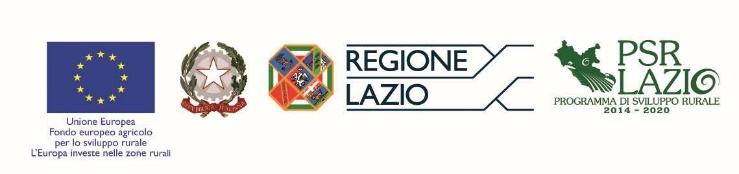 Unione Europea
Fondo europeo agricolo
per lo sviluppo rurale
L'Europa investe nelle zone rurali
REGIONE
LAZIO
PSR
LAZIO
PROGRAMMA DI SVILUPPO RURALE
2014 - 2020